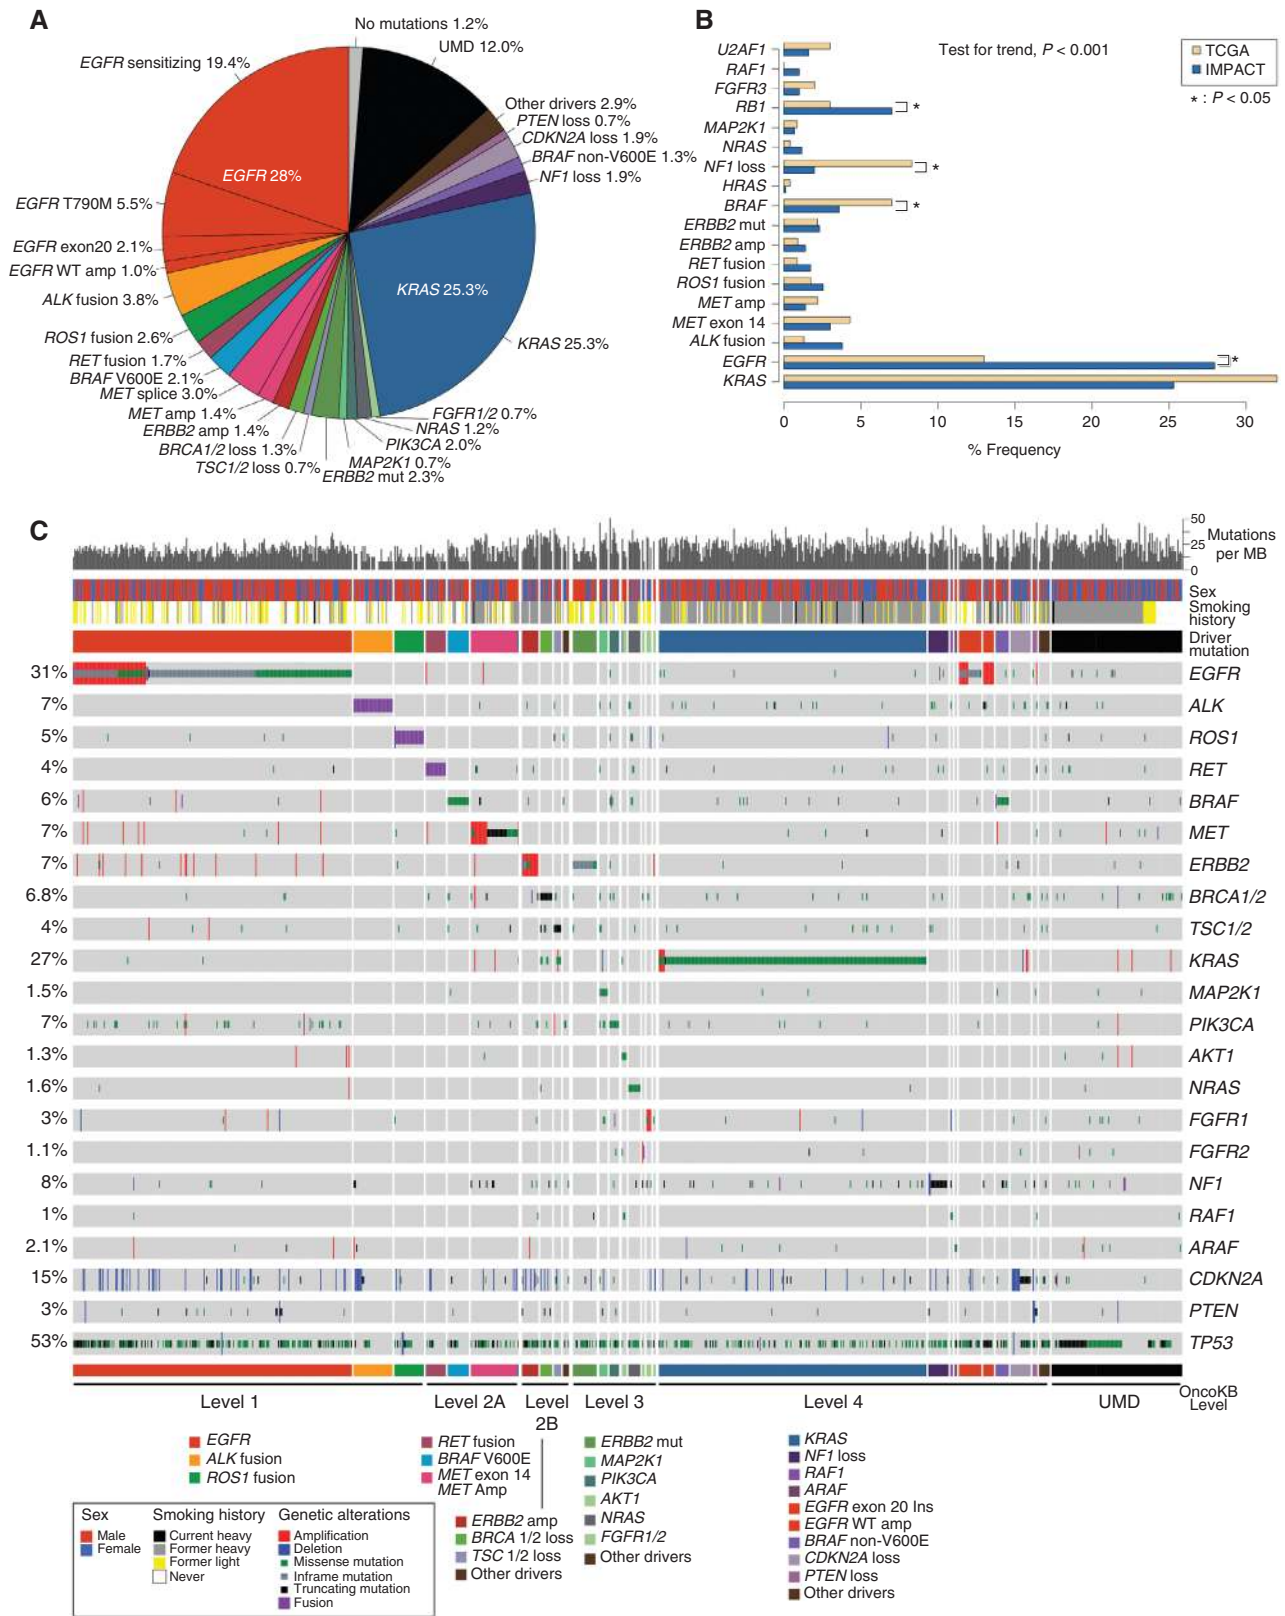 A
No mutations 1.2%
UMD 12.0%
EGFR sensitizing 19.4%
Other drivers 2.9%
PTEN loss 0.7%
CDKN2A loss 1.9%
BRAF non-V600E 1.3%
NF1 loss 1.9%
EGFR 28%
EGFR T790M 5.5%
EGFR exon20 2.1%
EGFR WT amp 1.0%
ALK fusion 3.8%
KRAS 25.3%
ROS1 fusion 2.6%
KRAS 25.3%
RET fusion 1.7%
BRAF V600E 2.1%
MET splice 3.0%
MET amp 1.4%
ERBB2 amp 1.4%
BRCA1/2 loss 1.3%
TSC1/2 loss 0.7%
FGFR1/2 0.7%
NRAS 1.2%
PIK3CA 2.0%
MAP2K1 0.7%
ERBB2 mut 2.3%
B
Test for trend, P < 0.001
TCGA
IMPACT
* : P < 0.05
U2AF1
RAF1
FGFR3
RB1 *
MAP2K1
NRAS
NF1 loss *
HRAS
BRAF *
ERBB2 mut
ERBB2 amp
RET fusion
ROS1 fusion
MET amp
MET exon 14
ALK fusion
EGFR *
KRAS
0 5 10 15 20 25 30
% Frequency
C
50
25
0
Mutations
per MB
Sex
Smoking
history
Driver
mutation
31% EGFR
7% ALK
5% ROS1
4% RET
6% BRAF
7% MET
7% ERBB2
6.8% BRCA1/2
4% TSC1/2
27% KRAS
1.5% MAP2K1
7% PIK3CA
1.3% AKT1
1.6% NRAS
3% FGFR1
1.1% FGFR2
8% NF1
1% RAF1
2.1% ARAF
15% CDKN2A
3% PTEN
53% TP53
Level 1 Level 2A Level 2B Level 3 Level 4 UMD
OncoKB
Level
EGFR
ALK fusion
ROS1 fusion
RET fusion
BRAF V600E
MET exon 14
MET Amp
ERBB2 amp
BRCA 1/2 loss
TSC 1/2 loss
Other drivers
ERBB2 mut
MAP2K1
PIK3CA
AKT1
NRAS
FGFR1/2
Other drivers
KRAS
NF1 loss
RAF1
ARAF
EGFR exon 20 Ins
EGFR WT amp
BRAF non-V600E
CDKN2A loss
PTEN loss
Other drivers
Sex
Male
Female
Smoking history
Current heavy
Former heavy
Former light
Never
Genetic alterations
Amplification
Deletion
Missense mutation
Inframe mutation
Truncating mutation
Fusion